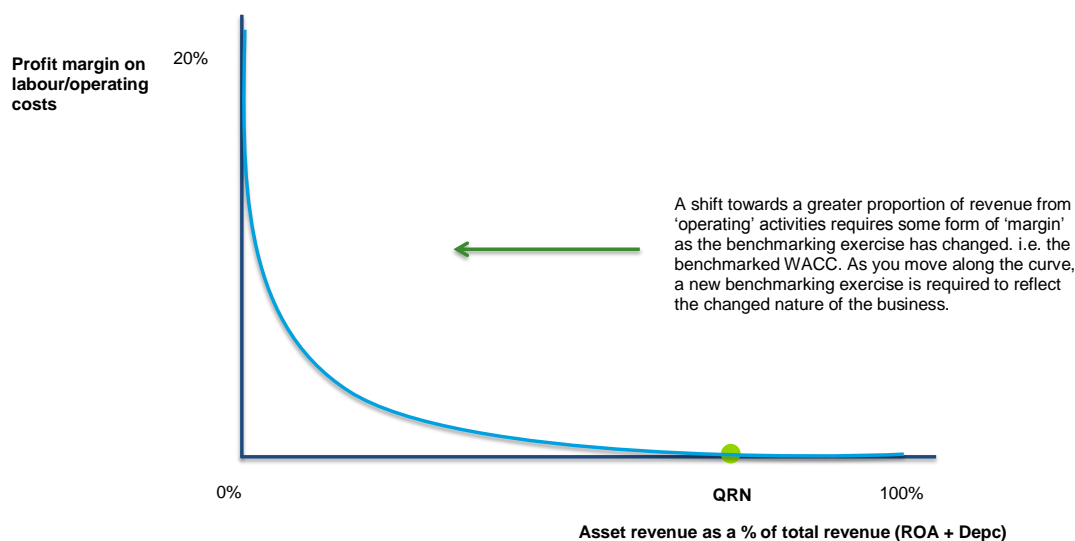 Profit margin on
labour/operating
costs
20%
A shift towards a greater proportion of revenue from
‘operating’ activities requires some form of ‘margin’
as the benchmarking exercise has changed. i.e. the
benchmarked WACC. As you move along the curve,
a new benchmarking exercise is required to reflect
the changed nature of the business.
0%
QRN
100%
Asset revenue as a % of total revenue (ROA + Depc)